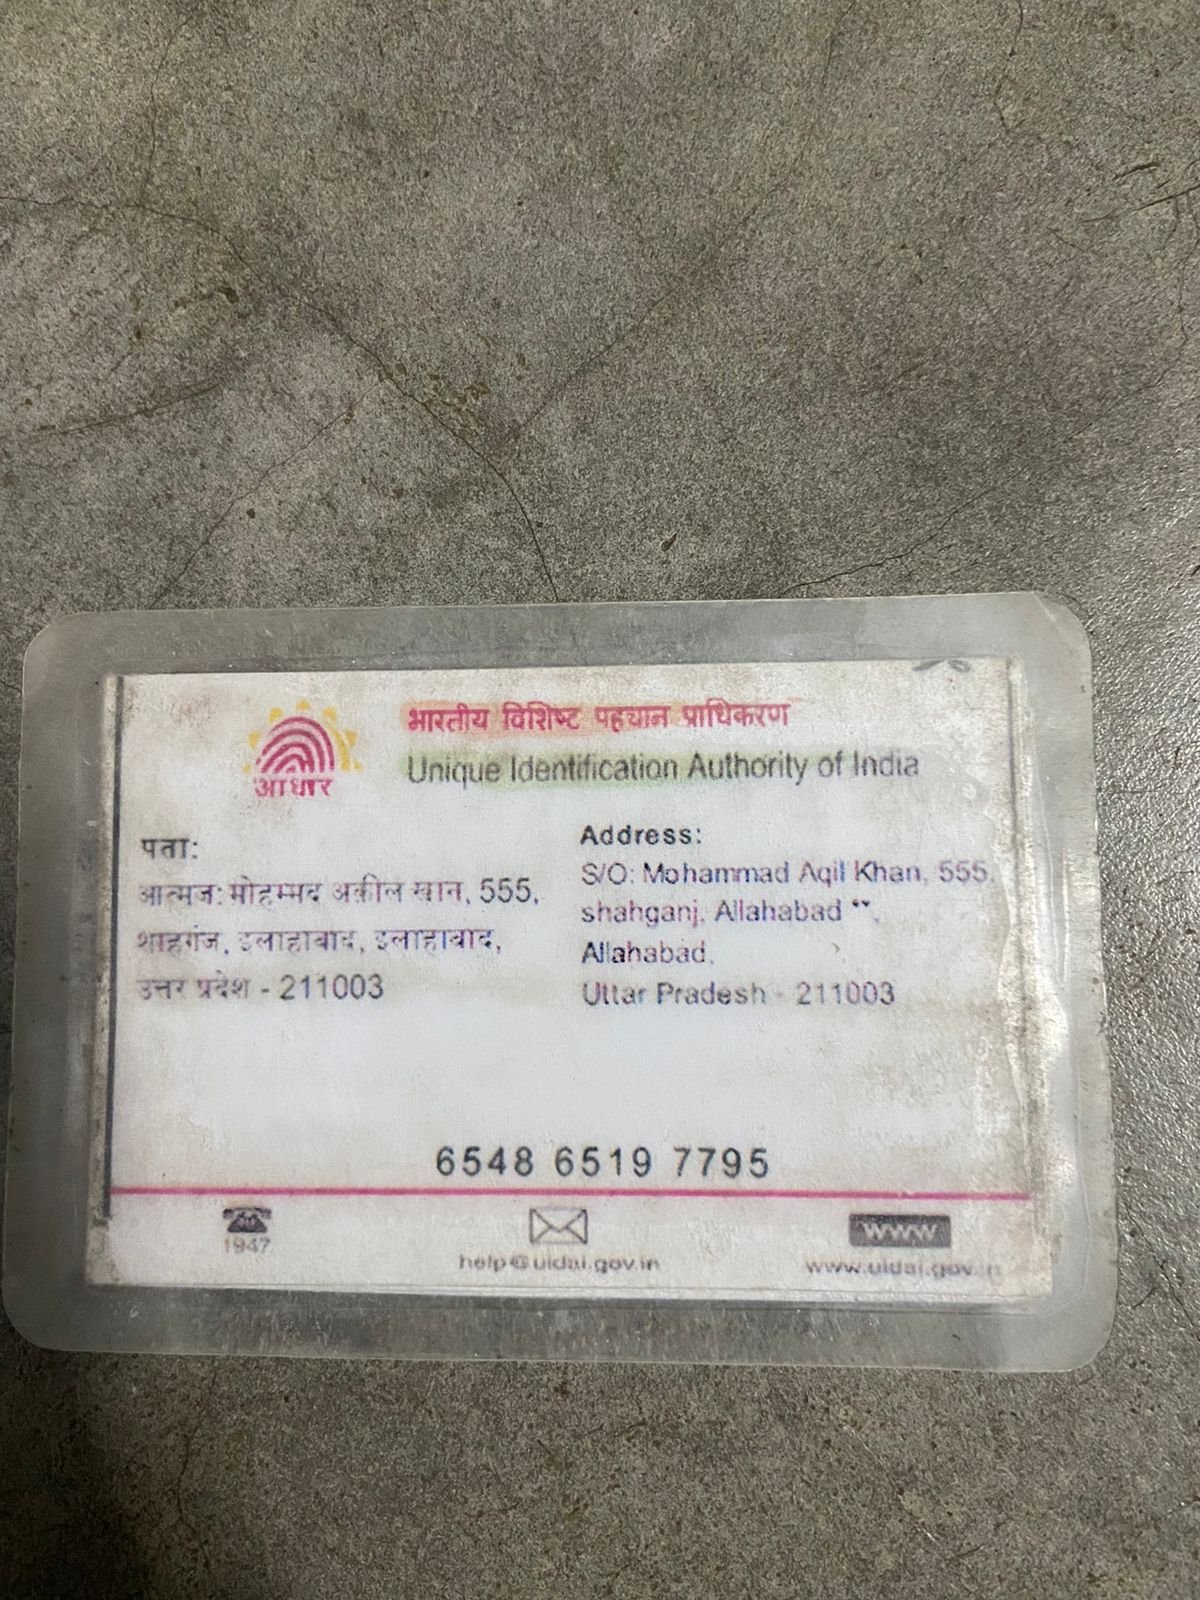 आधार
भारतीय विशिष्ट पहचान प्राधिकरण
Unique Identification Authority of India
पता:
आत्मज: मोहम्मद अक़ील खान, 555,
शाहगंज, इलाहाबाद, इलाहाबाद,
उत्तर प्रदेश - 211003
Address:
S/O: Mohammad Aqil Khan, 555,
shahganj, Allahabad **,
Allahabad,
Uttar Pradesh - 211003
6548 6519 7795
1947
help@uidai.gov.in
www
www.uidai.gov.in